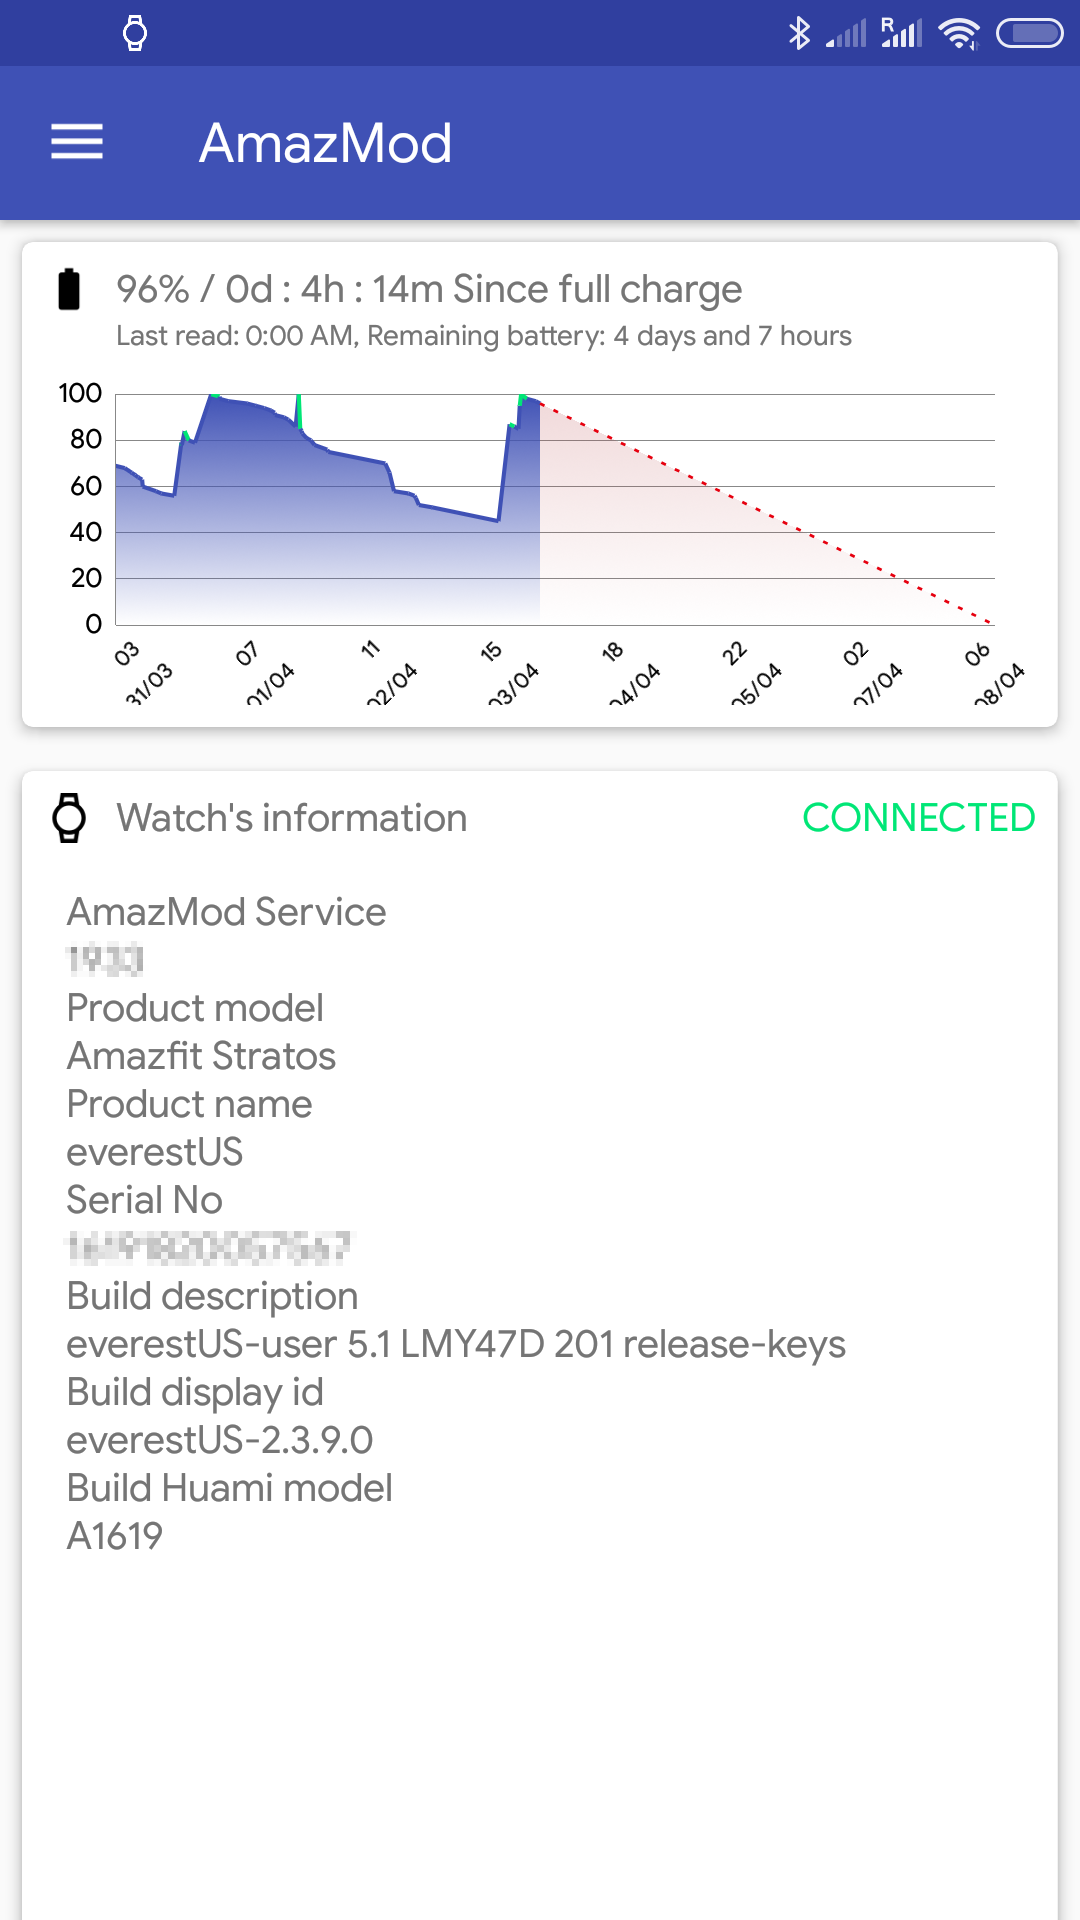 R
AmazMod
96% / 0d : 4h : 14m Since full charge
Last read: 0:00 AM, Remaining battery: 4 days and 7 hours
100
80
60
40
20
0
03 07 11 15 18 22 02 06
31/03 01/04 02/04 03/04 04/04 05/04 07/04 08/04
Watch's information CONNECTED
AmazMod Service
Product model
Amazfit Stratos
Product name
everestUS
Serial No
Build description
everestUS-user 5.1 LMY47D 201 release-keys
Build display id
everestUS-2.3.9.0
Build Huami model
A1619